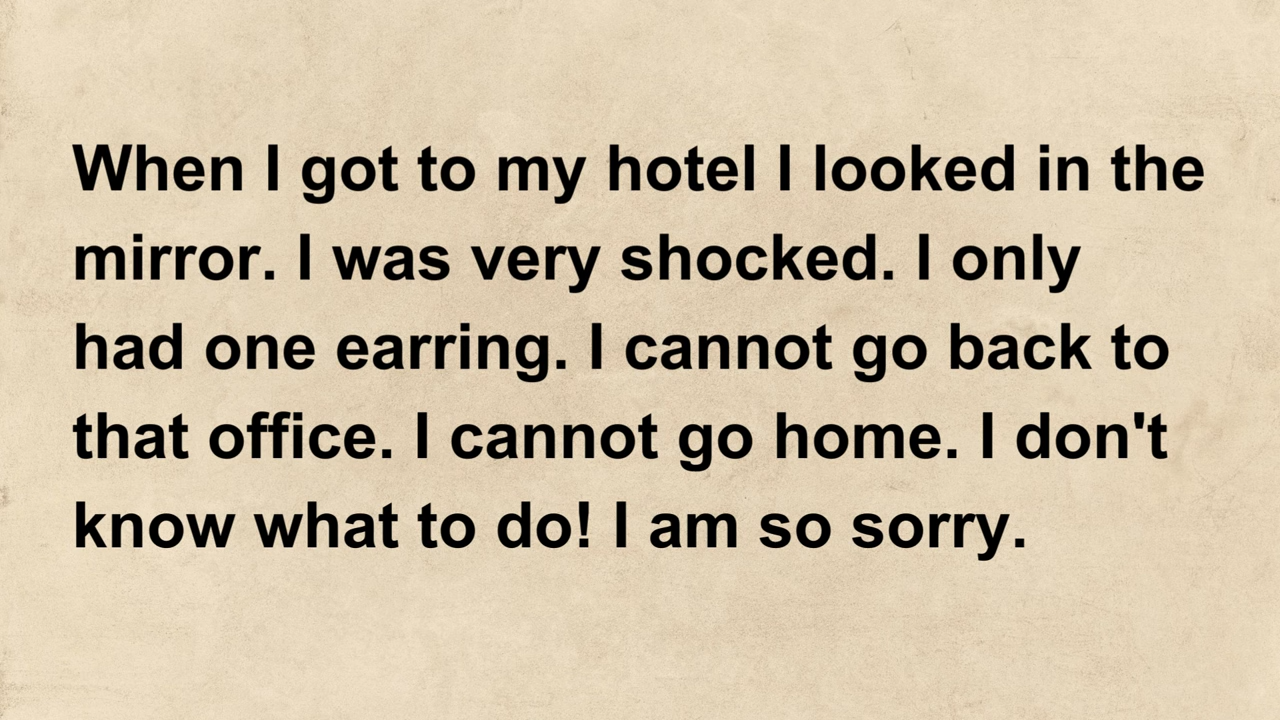 When I got to my hotel I looked in the
mirror. I was very shocked. I only
had one earring. I cannot go back to
that office. I cannot go home. I don't
know what to do! I am so sorry.